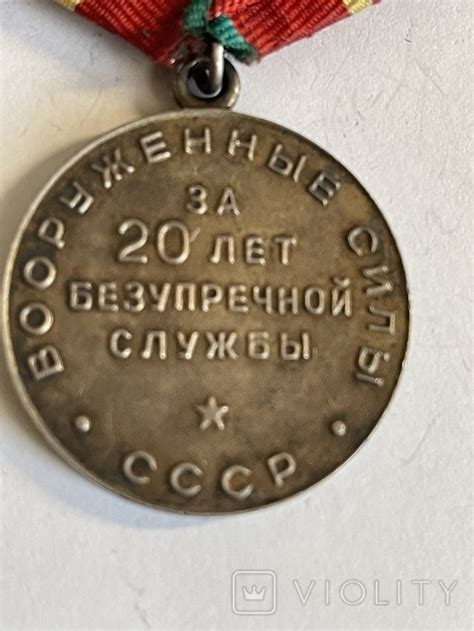 ВООРУЖЕННЫЕ СИЛЫ
ЗА
20 ЛЕТ
БЕЗУПРЕЧНОЙ
СЛУЖБЫ
СССР
VIOLITY